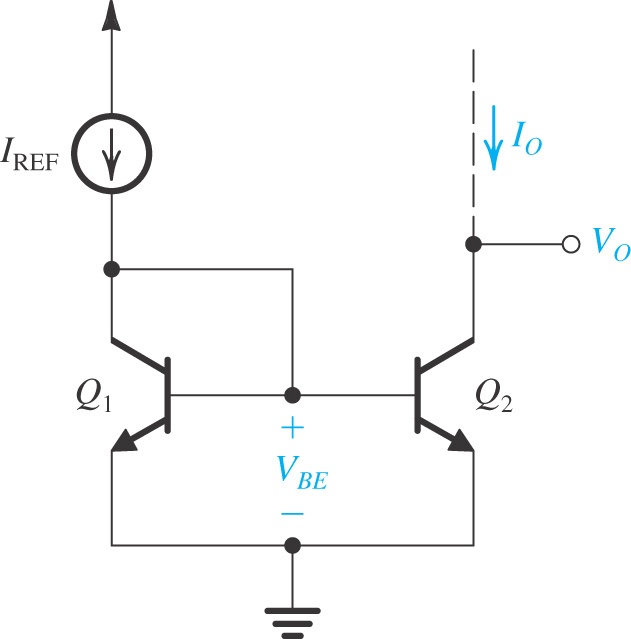 I_REF
I_O
V_O
Q_1
Q_2
+
V_BE
−